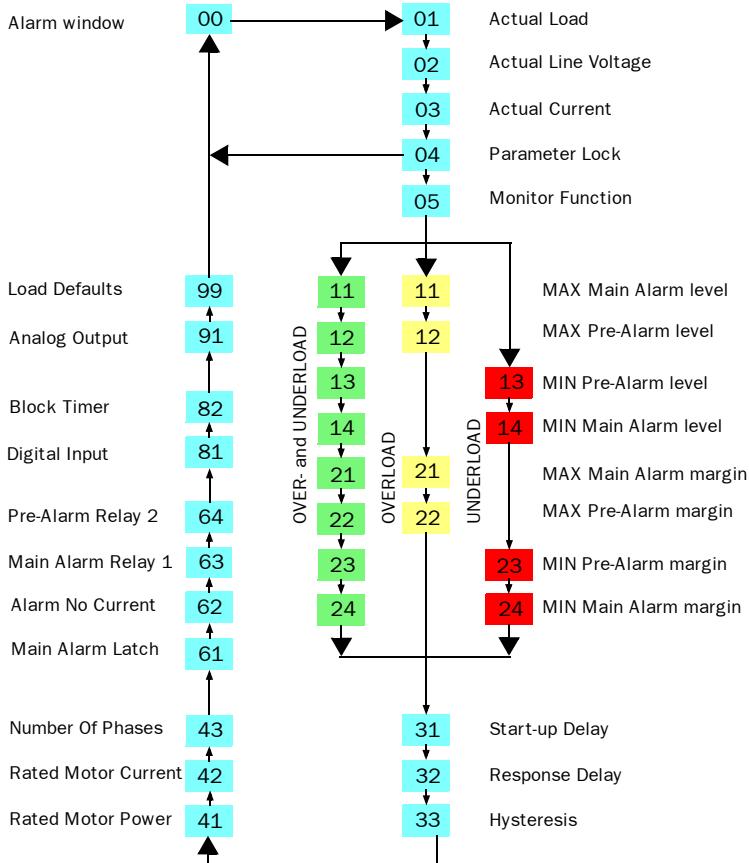 Alarm window 00 01 Actual Load
02 Actual Line Voltage
03 Actual Current
04 Parameter Lock
05 Monitor Function
Load Defaults 99 11 11 MAX Main Alarm level
Analog Output 91 12 12 MAX Pre-Alarm level
13 13 MIN Pre-Alarm level
Block Timer 82 14 14 MIN Main Alarm level
OVER- and UNDERLOAD
OVERLOAD
UNDERLOAD
Digital Input 81 21 21 MAX Main Alarm margin
Pre-Alarm Relay 2 64 22 22 MAX Pre-Alarm margin
Main Alarm Relay 1 63 23 23 MIN Pre-Alarm margin
Alarm No Current 62 24 24 MIN Main Alarm margin
Main Alarm Latch 61
Number Of Phases 43 31 Start-up Delay
Rated Motor Current 42 32 Response Delay
Rated Motor Power 41 33 Hysteresis